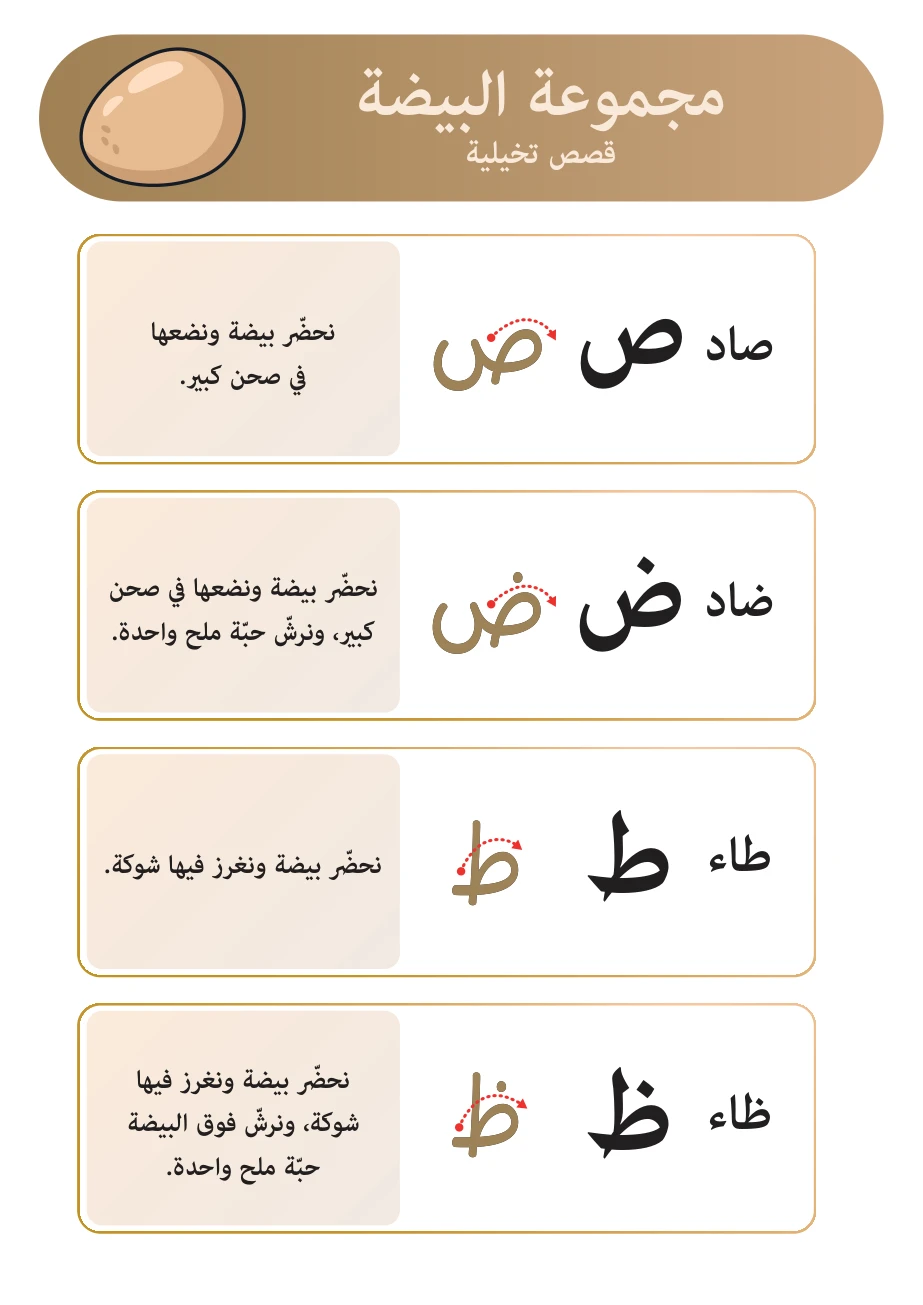 مجموعة البيضة
قصص تخيلية
صاد ص ص
نحضّر بيضة ونضعها
في صحن كبير.
ضاد ض ض
نحضّر بيضة ونضعها في صحن
كبير، ونرشّ حبّة ملح واحدة.
طاء ط ط
نحضّر بيضة ونغرز فيها شوكة.
ظاء ظ ظ
نحضّر بيضة ونغرز فيها
شوكة، ونرشّ فوق البيضة
حبّة ملح واحدة.